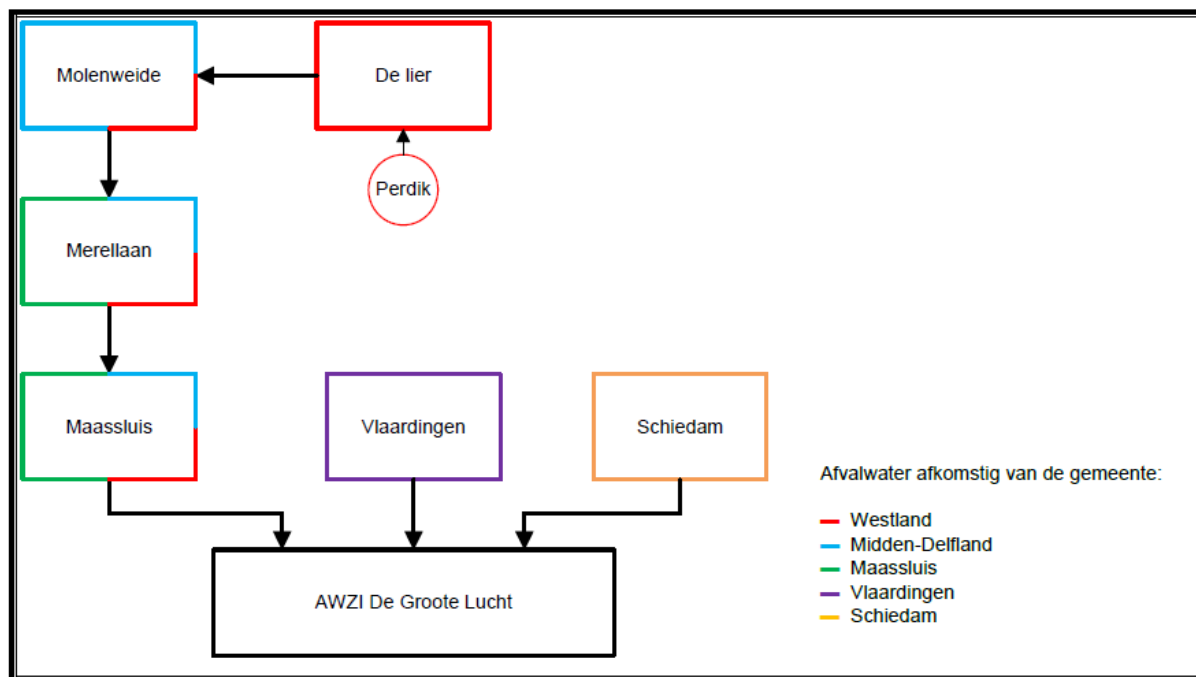 Molenweide
De lier
Perdik
Merellaan
Maassluis
Vlaardingen
Schiedam
AWZI De Groote Lucht
Afvalwater afkomstig van de gemeente:
Westland
Midden-Delfland
Maassluis
Vlaardingen
Schiedam